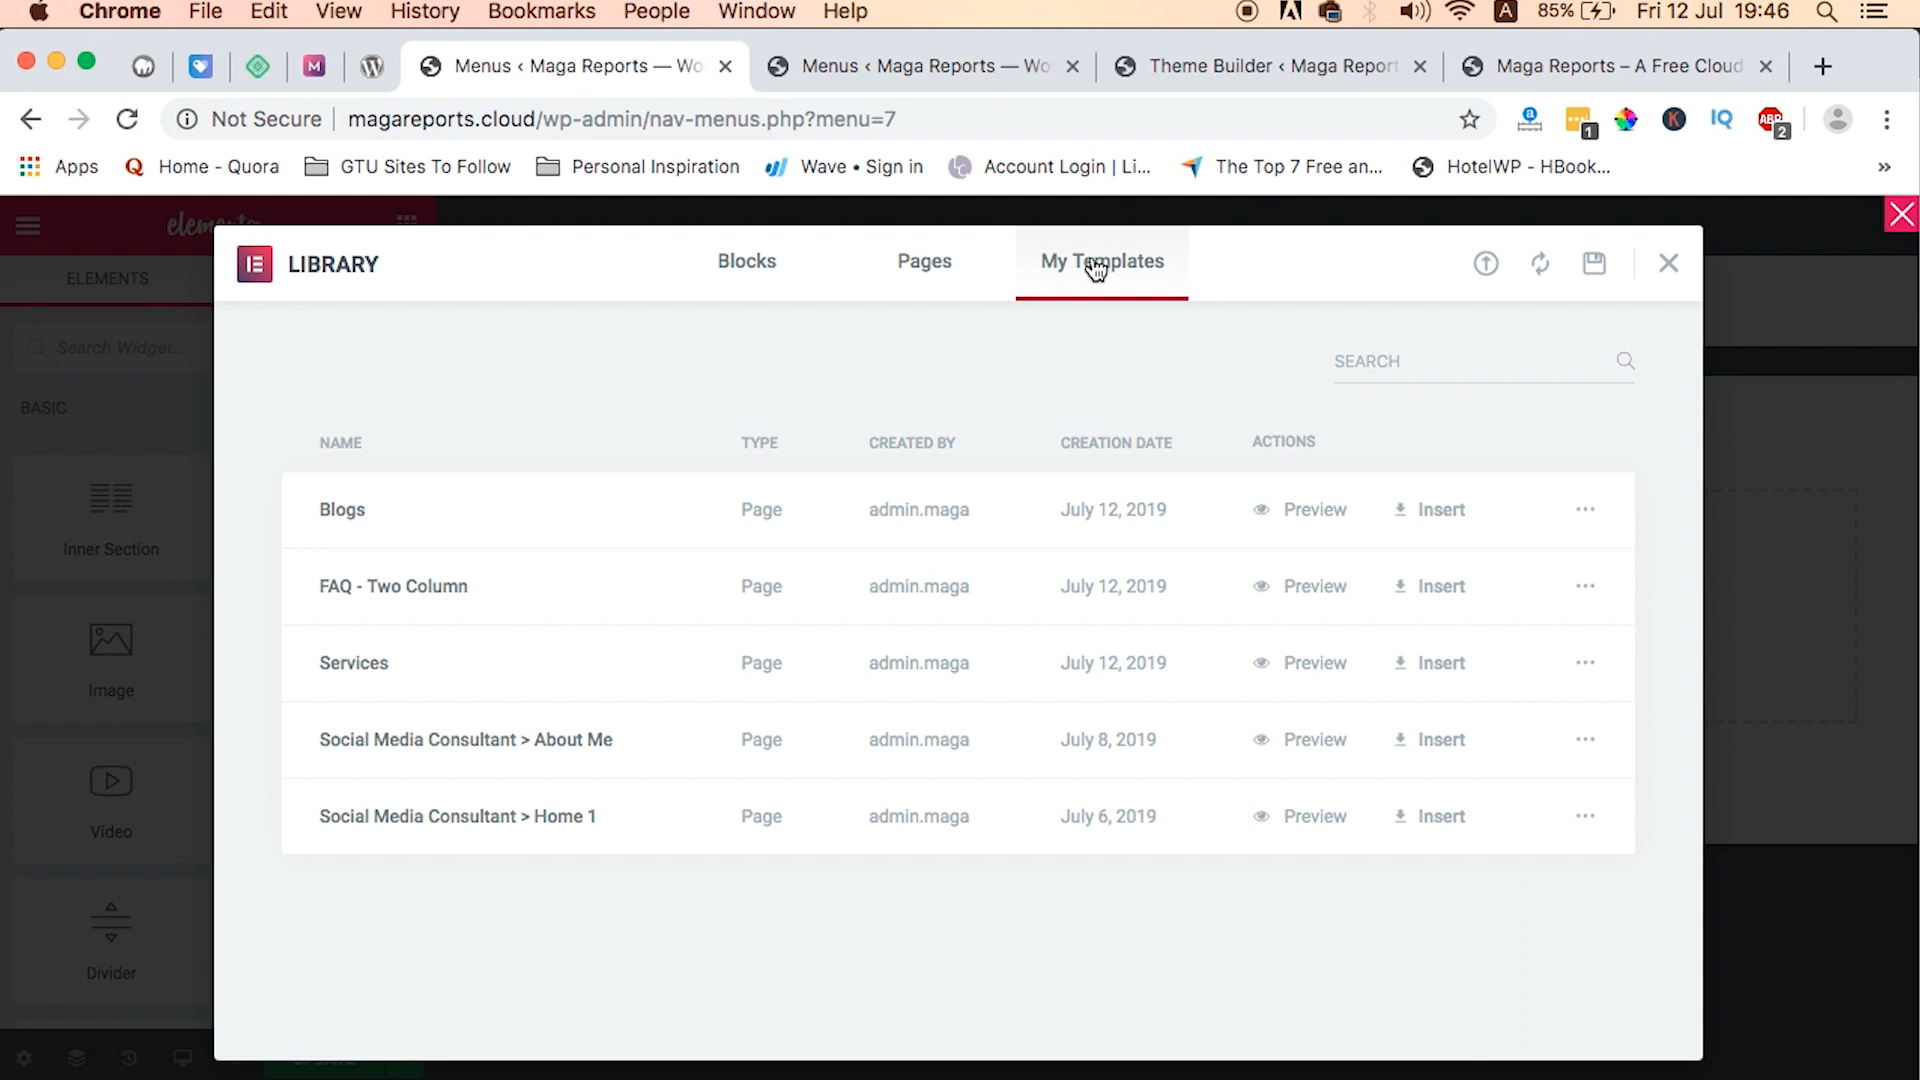 Chrome File Edit View History Bookmarks People Window Help 85% Fri 12 Jul 19:46
Menus ‹ Maga Reports — Wo Menus ‹ Maga Reports — Wo Theme Builder ‹ Maga Report Maga Reports – A Free Cloud
Not Secure magareports.cloud/wp-admin/nav-menus.php?menu=7
Apps Home - Quora GTU Sites To Follow Personal Inspiration Wave • Sign in Account Login | Li... The Top 7 Free an... HotelWP - HBook... »
LIBRARY Blocks Pages My Templates
ELEMENTS
Search Widget...
SEARCH
BASIC
NAME TYPE CREATED BY CREATION DATE ACTIONS
Blogs Page admin.maga July 12, 2019 Preview Insert
Inner Section
FAQ - Two Column Page admin.maga July 12, 2019 Preview Insert
Services Page admin.maga July 12, 2019 Preview Insert
Image
Social Media Consultant > About Me Page admin.maga July 8, 2019 Preview Insert
Social Media Consultant > Home 1 Page admin.maga July 6, 2019 Preview Insert
Video
Divider